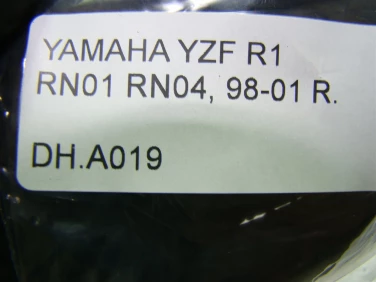 YAMAHA YZF R1
RN01 RN04, 98-01 R.
DH.A019